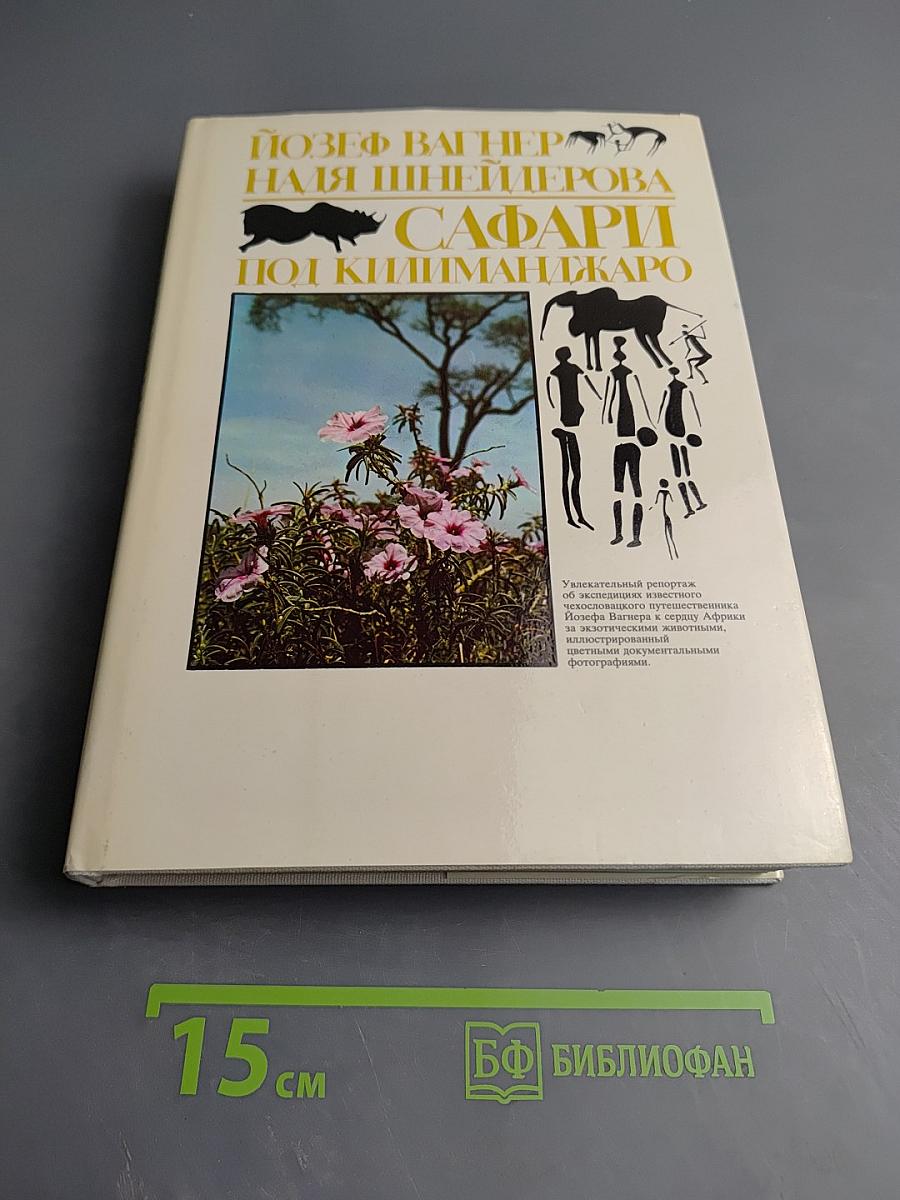 ЙОЗЕФ ВАГНЕР
НАДЯ ШНЕЙДЕРОВА
САФАРИ
ПОД КИЛИМАНДЖАРО
Увлекательный репортаж
об экспедициях известного
чехословацкого путешественника
Йозефа Вагнера к сердцу Африки
за экзотическими животными,
иллюстрированный
цветными документальными
фотографиями.
15 см
БФ БИБЛИОФАН